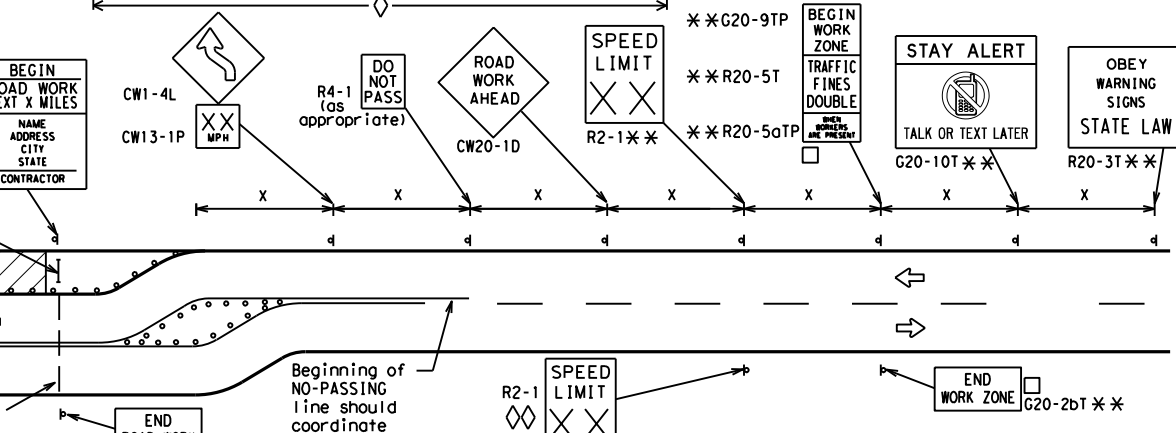 BEGIN
ROAD WORK
NEXT X MILES
NAME
ADDRESS
CITY
STATE
CONTRACTOR
CW1-4L
CW13-1P
X X
MPH
R4-1
(as
appropriate)
DO
NOT
PASS
ROAD
WORK
AHEAD
CW20-1D
SPEED
LIMIT
X X
R2-1**
**G20-9TP
**R20-5T
**R20-5aTP
BEGIN
WORK
ZONE
TRAFFIC
FINES
DOUBLE
WHEN
WORKERS
ARE PRESENT
STAY ALERT
TALK OR TEXT LATER
G20-10T**
OBEY
WARNING
SIGNS
STATE LAW
R20-3T**
X
X
X
X
X
X
X
Beginning of
NO-PASSING
line should
coordinate
R2-1
SPEED
LIMIT
X X
END
WORK ZONE
G20-2bT**
END
ROAD WORK